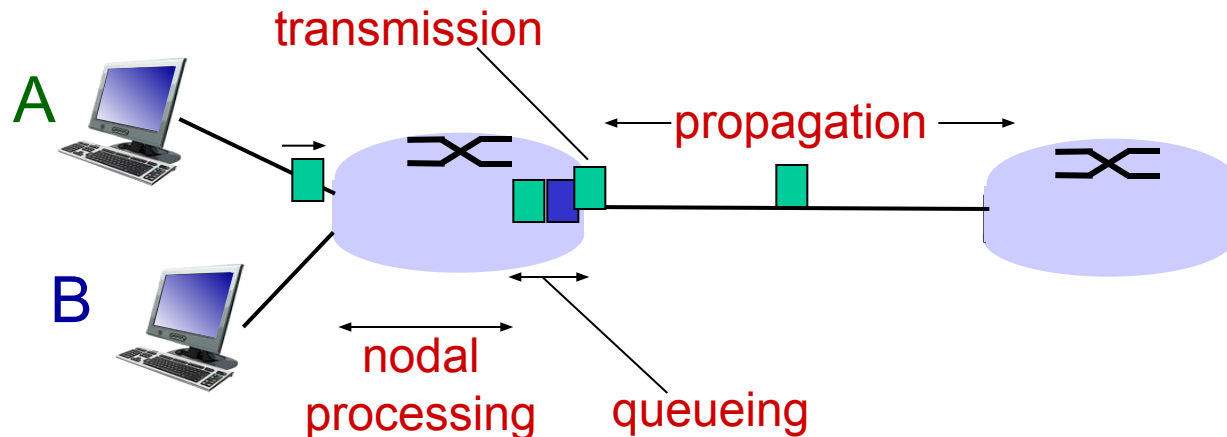 transmission
A
propagation
B
nodal
processing
queueing